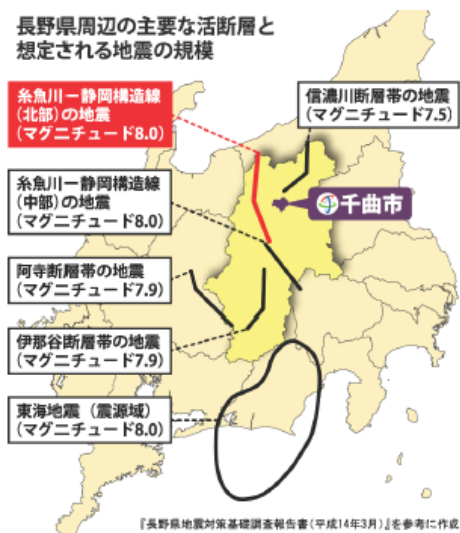 長野県周辺の主要な活断層と
想定される地震の規模
糸魚川ー静岡構造線
(北部)の地震
(マグニチュード8.0)
信濃川断層帯の地震
(マグニチュード7.5)
千曲市
糸魚川ー静岡構造線
(中部)の地震
(マグニチュード8.0)
阿寺断層帯の地震
(マグニチュード7.9)
伊那谷断層帯の地震
(マグニチュード7.9)
東海地震(震源域)
(マグニチュード8.0)
『長野県地震対策基礎調査報告書(平成14年3月)』を参考に作成